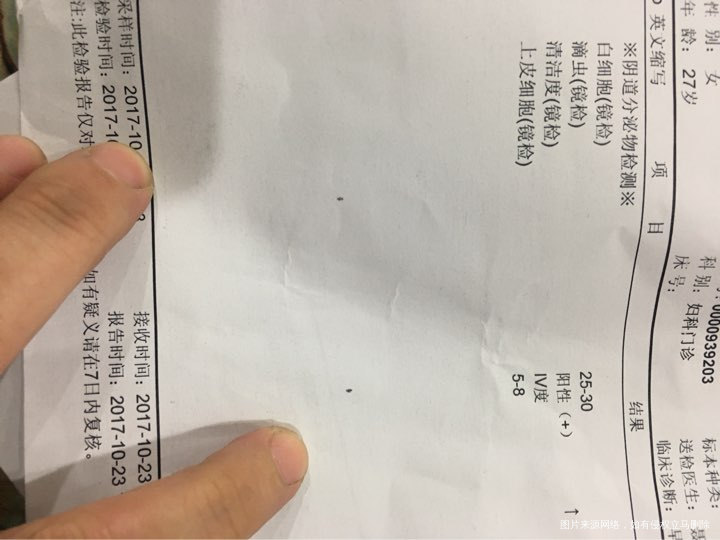 0000939203 标本种类:
性 别: 女 科 别: 妇科门诊 送检医生:
年 龄: 27岁 床 号: 临床诊断:
英文缩写 项 目 结果
※阴道分泌物检测※
白细胞(镜检) 25-30 ↑
滴虫(镜检) 阳性(+)
清洁度(镜检) IV度
上皮细胞(镜检) 5-8
采样时间: 2017-10 接收时间: 2017-10-23
检验时间: 2017-1 报告时间: 2017-10-23
注:此检验报告仅对 如有疑义请在7日内复核。
图片来源网络,如有侵权立马删除